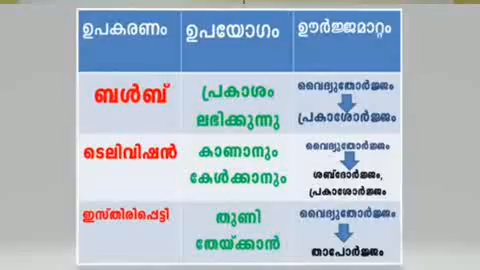 ഉപകരണം ഉപയോഗം ഊർജ്ജമാറ്റം
ബൾബ് പ്രകാശം ലഭിക്കുന്നു വൈദ്യുതോർജ്ജം
പ്രകാശോർജ്ജം
ടെലിവിഷൻ കാണാനും കേൾക്കാനും വൈദ്യുതോർജ്ജം
ശബ്ദോർജ്ജം,
പ്രകാശോർജ്ജം
ഇസ്തിരിപ്പെട്ടി തുണി തേയ്ക്കാൻ വൈദ്യുതോർജ്ജം
താപോർജ്ജം